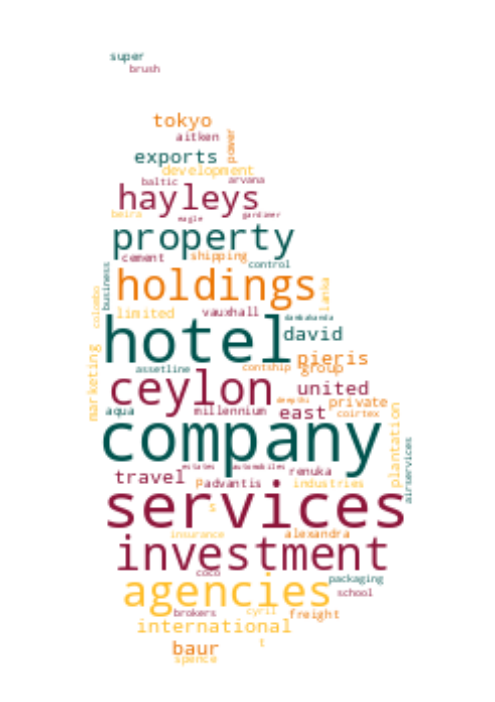 super
brush
tokyo
aitken
power
exports
development
baltic
arvana
hayleys
beira
eagle
gardiner
property
cement
shipping
control
business
holdings
lanka
colombo
limited
vauxhall
dambakanda
hotel
david
pieris
marketing
assetline
contship
group
ceylon
united
deepthi
private
aqua
millennium
east
coirtex
company
plantation
airservices
estates
automobiles
renuka
travel
p
advantis
industries
services
s
insurance
alexandra
investment
coco
packaging
agencies
school
brokers
cyril
freight
international
t
baur
spence